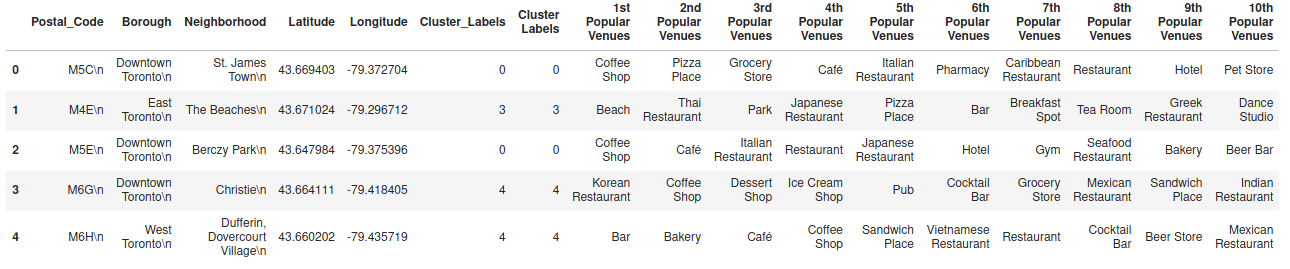 Postal_Code Borough Neighborhood Latitude Longitude Cluster_Labels Cluster Labels 1st Popular Venues 2nd Popular Venues 3rd Popular Venues 4th Popular Venues 5th Popular Venues 6th Popular Venues 7th Popular Venues 8th Popular Venues 9th Popular Venues 10th Popular Venues
0 M5C\n Downtown Toronto\n St. James Town\n 43.669403 -79.372704 0 0 Coffee Shop Pizza Place Grocery Store Café Italian Restaurant Pharmacy Caribbean Restaurant Restaurant Hotel Pet Store
1 M4E\n East Toronto\n The Beaches\n 43.671024 -79.296712 3 3 Beach Thai Restaurant Park Japanese Restaurant Pizza Place Bar Breakfast Spot Tea Room Greek Restaurant Dance Studio
2 M5E\n Downtown Toronto\n Berczy Park\n 43.647984 -79.375396 0 0 Coffee Shop Café Italian Restaurant Restaurant Japanese Restaurant Hotel Gym Seafood Restaurant Bakery Beer Bar
3 M6G\n Downtown Toronto\n Christie\n 43.664111 -79.418405 4 4 Korean Restaurant Coffee Shop Dessert Shop Ice Cream Shop Pub Cocktail Bar Grocery Store Mexican Restaurant Sandwich Place Indian Restaurant
4 M6H\n West Toronto\n Dufferin, Dovercourt Village\n 43.660202 -79.435719 4 4 Bar Bakery Café Coffee Shop Sandwich Place Vietnamese Restaurant Restaurant Cocktail Bar Beer Store Mexican Restaurant